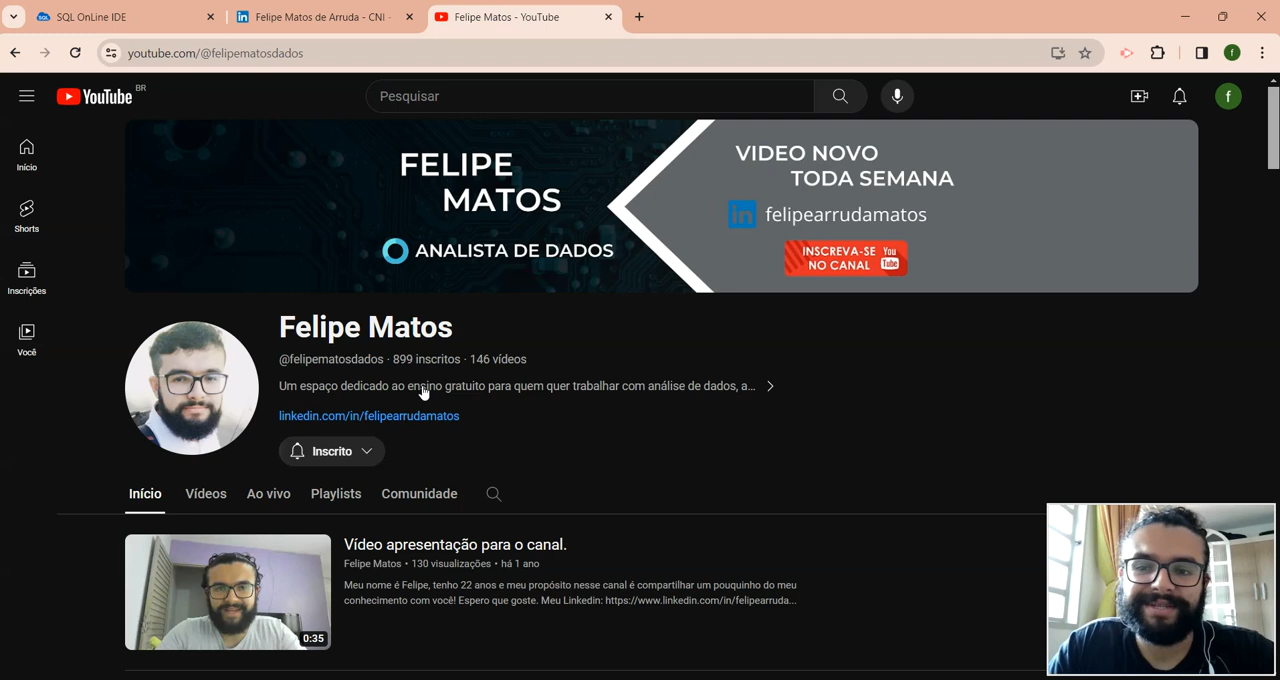 SQL OnLine IDE
Felipe Matos de Arruda - CNI -
Felipe Matos - YouTube
youtube.com/@felipematosdados
f
YouTube BR
Pesquisar
f
Início
Shorts
Inscrições
Você
FELIPE
MATOS
ANALISTA DE DADOS
VIDEO NOVO
TODA SEMANA
in felipearrudamatos
INSCREVA-SE
NO CANAL
You
Tube
Felipe Matos
@felipematosdados · 899 inscritos · 146 vídeos
Um espaço dedicado ao ensino gratuito para quem quer trabalhar com análise de dados, a...
linkedin.com/in/felipearrudamatos
Inscrito
Início Vídeos Ao vivo Playlists Comunidade
Vídeo apresentação para o canal.
Felipe Matos • 130 visualizações • há 1 ano
Meu nome é Felipe, tenho 22 anos e meu propósito nesse canal é compartilhar um pouquinho do meu
conhecimento com você! Espero que goste. Meu Linkedin: https://www.linkedin.com/in/felipearruda...
0:35